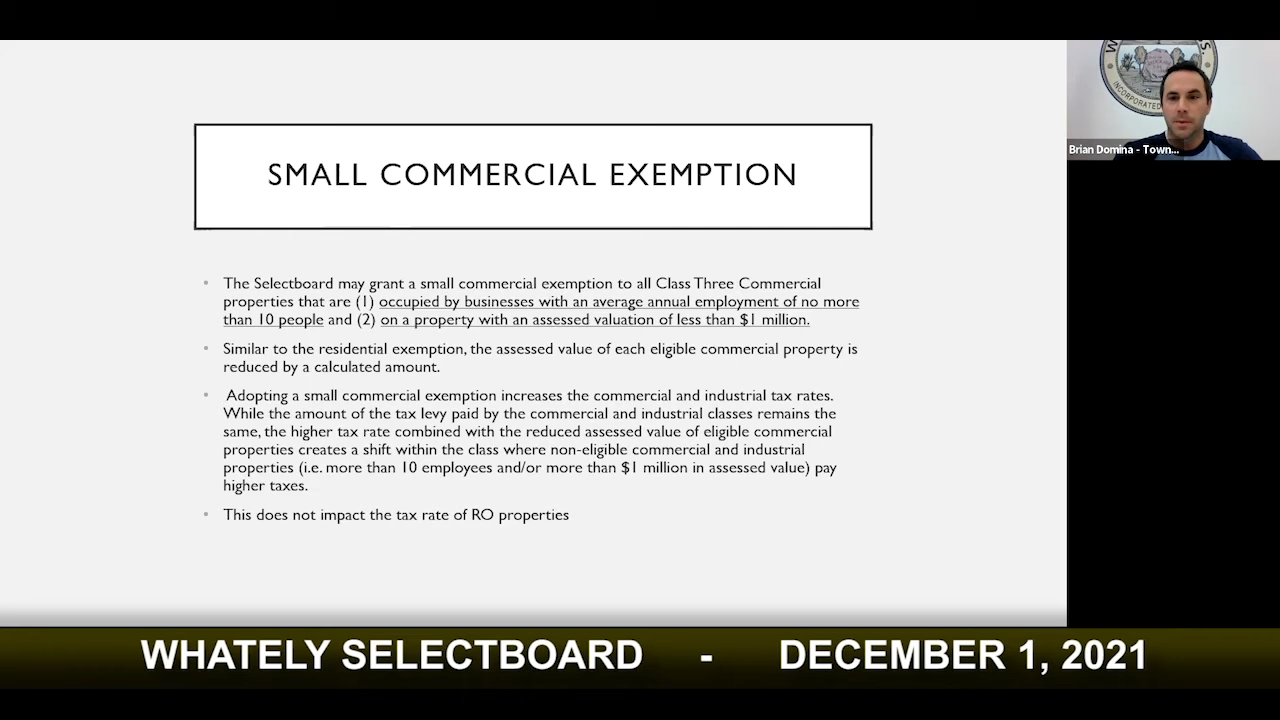 SMALL COMMERCIAL EXEMPTION
• The Selectboard may grant a small commercial exemption to all Class Three Commercial
properties that are (1) occupied by businesses with an average annual employment of no more
than 10 people and (2) on a property with an assessed valuation of less than $1 million.
• Similar to the residential exemption, the assessed value of each eligible commercial property is
reduced by a calculated amount.
• Adopting a small commercial exemption increases the commercial and industrial tax rates.
While the amount of the tax levy paid by the commercial and industrial classes remains the
same, the higher tax rate combined with the reduced assessed value of eligible commercial
properties creates a shift within the class where non-eligible commercial and industrial
properties (i.e. more than 10 employees and/or more than $1 million in assessed value) pay
higher taxes.
• This does not impact the tax rate of RO properties
INCORPORATED
Brian Domina - Town...
WHATELY SELECTBOARD - DECEMBER 1, 2021